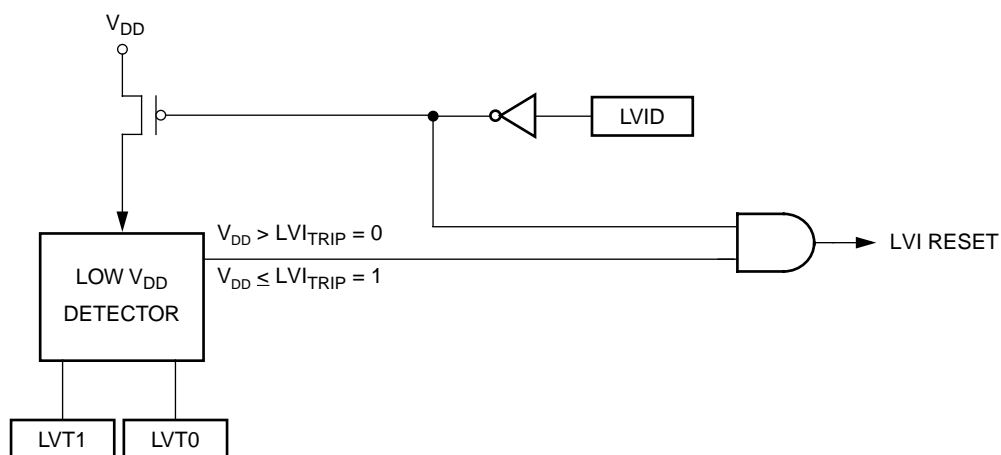 VDD
LVID
VDD > LVITRIP = 0
LVI RESET
VDD ≤ LVITRIP = 1
LOW VDD
DETECTOR
LVT1
LVT0